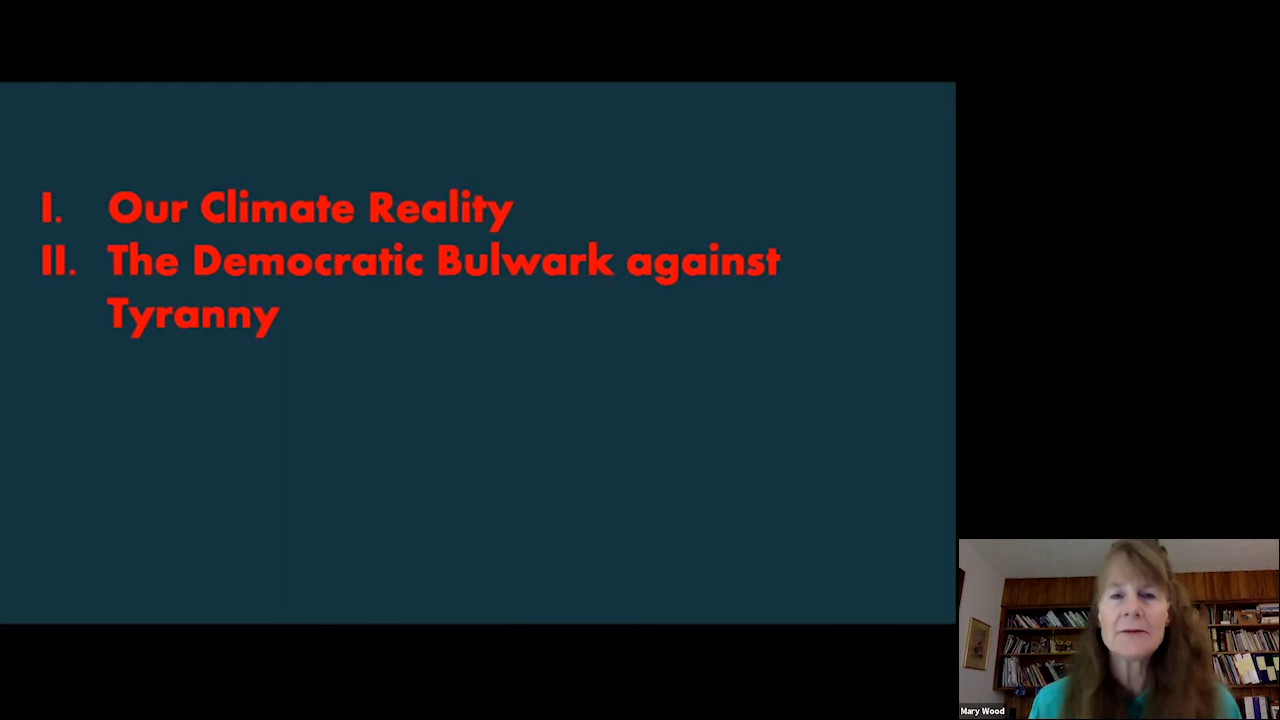 I. Our Climate Reality
II. The Democratic Bulwark against
Tyranny
Mary Wood